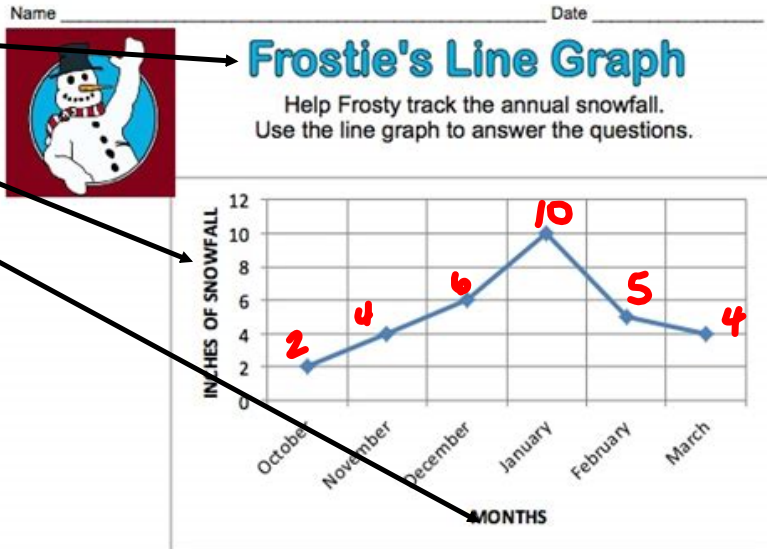 Name Date
Frostie's Line Graph
Help Frosty track the annual snowfall.
Use the line graph to answer the questions.
INCHES OF SNOWFALL
12
10
8
6
4
2
0
2
4
6
10
5
4
October
November
December
January
February
March
MONTHS